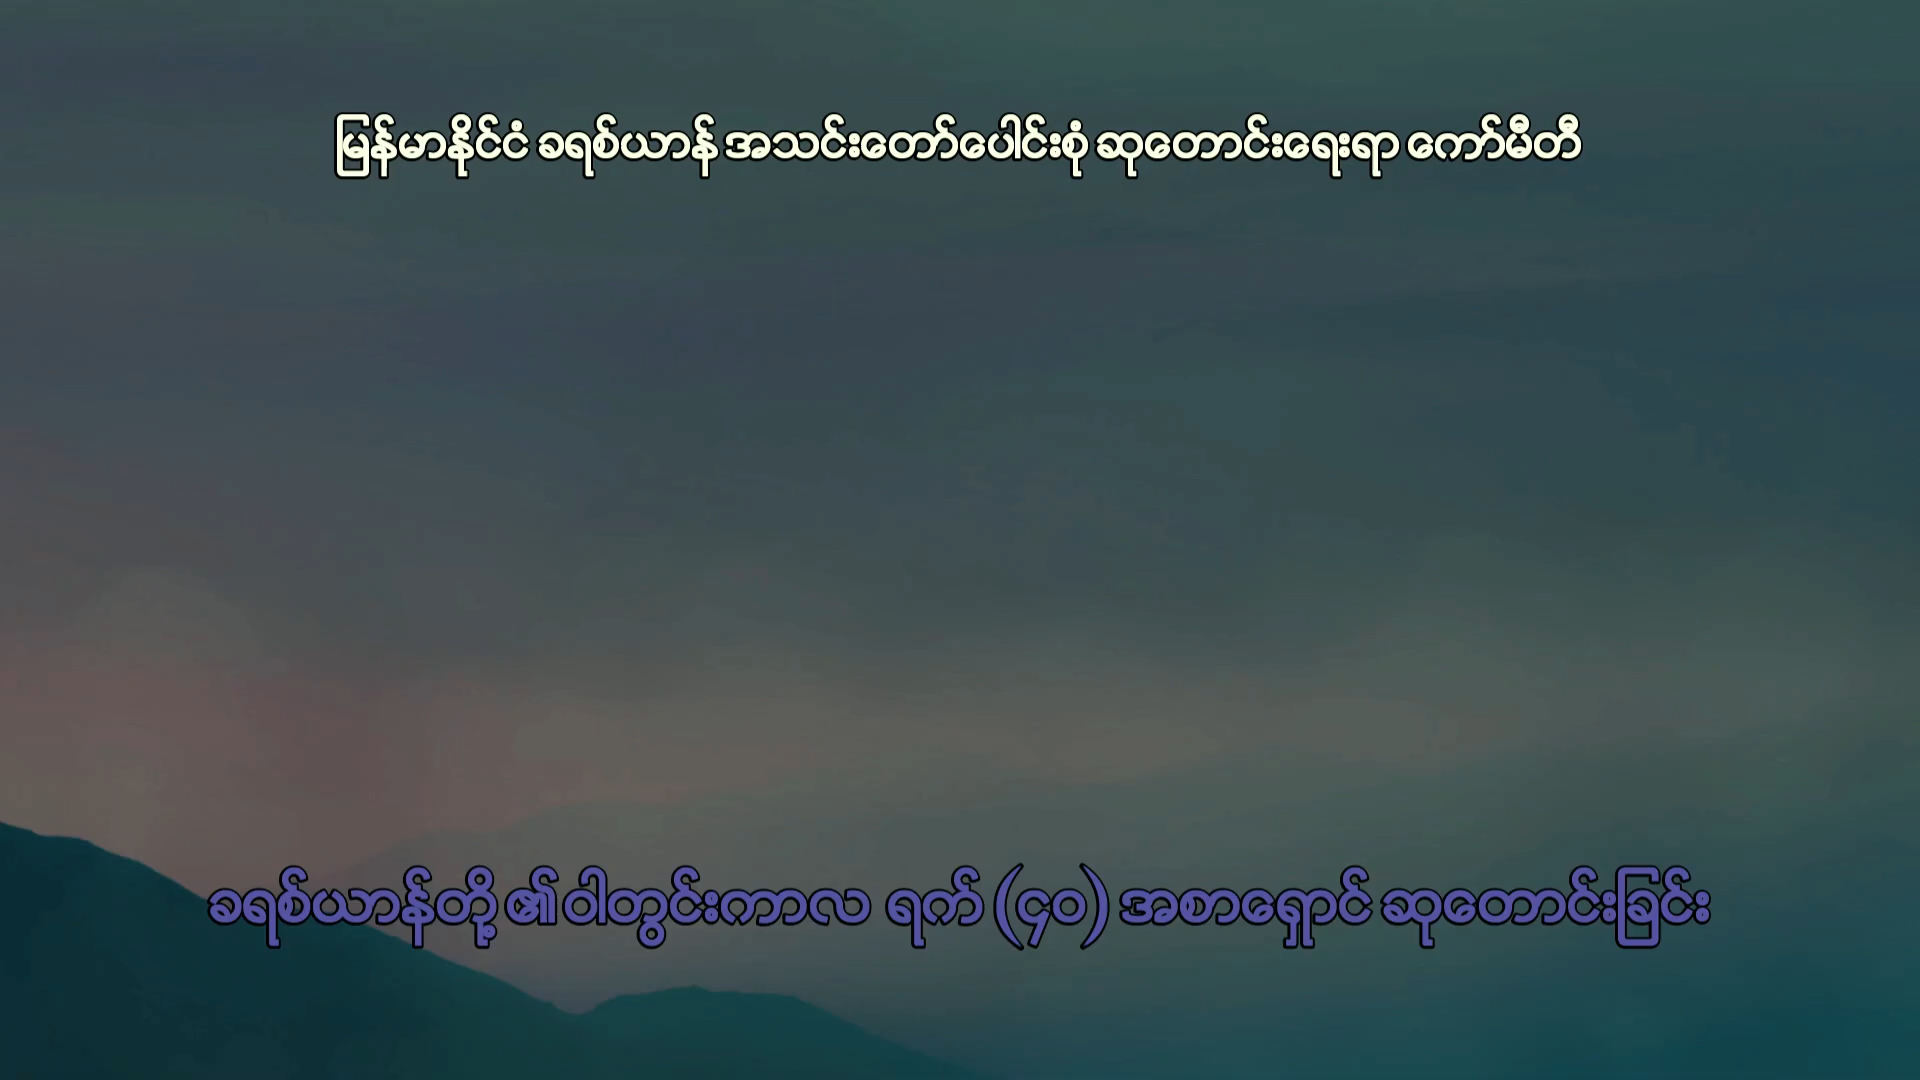 မြန်မာနိုင်ငံ ခရစ်ယာန် အသင်းတော်ပေါင်းစုံ ဆုတောင်းရေးရာ ကော်မီတီ
ခရစ်ယာန်တို့ ၏ ဝါတွင်းကာလ ရက် (၄၀) အစာရှောင် ဆုတောင်းခြင်း